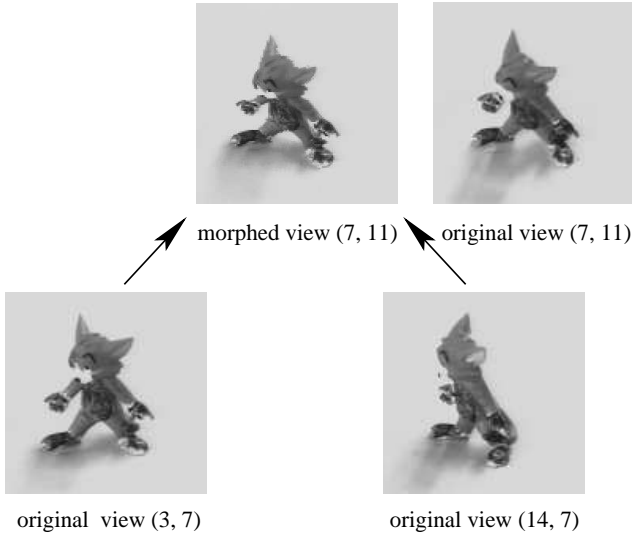 morphed view (7, 11)
original view (7, 11)
original view (3, 7)
original view (14, 7)